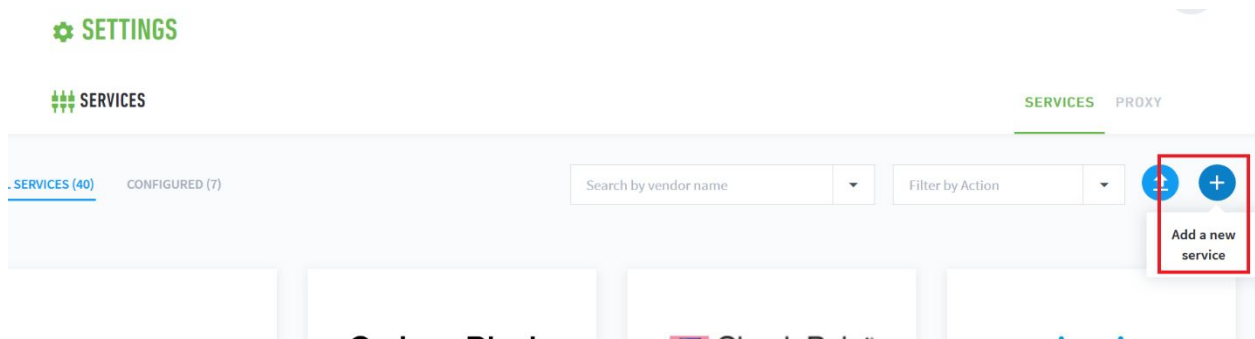 SETTINGS
SERVICES
SERVICES PROXY
L SERVICES (40) CONFIGURED (7)
Search by vendor name
Filter by Action
Add a new
service